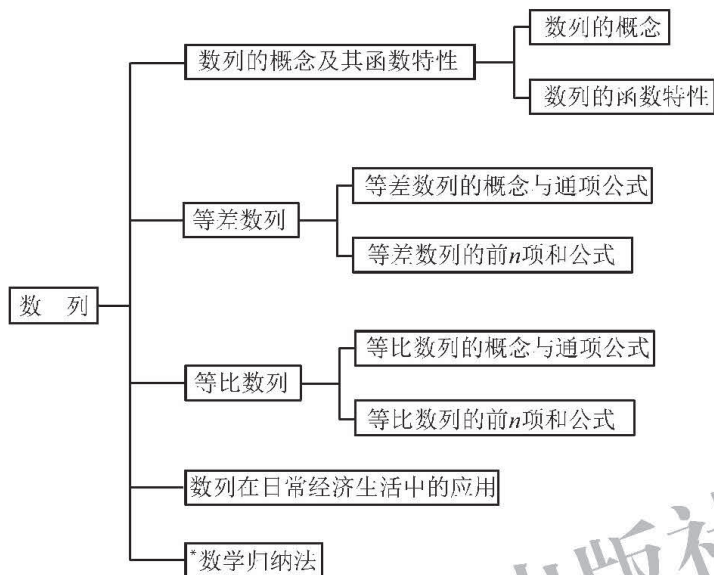 数列的概念
数列的概念及其函数特性
数列的函数特性
等差数列的概念与通项公式
等差数列
等差数列的前n项和公式
数 列
等比数列的概念与通项公式
等比数列
等比数列的前n项和公式
数列在日常经济生活中的应用
*数学归纳法
出版社